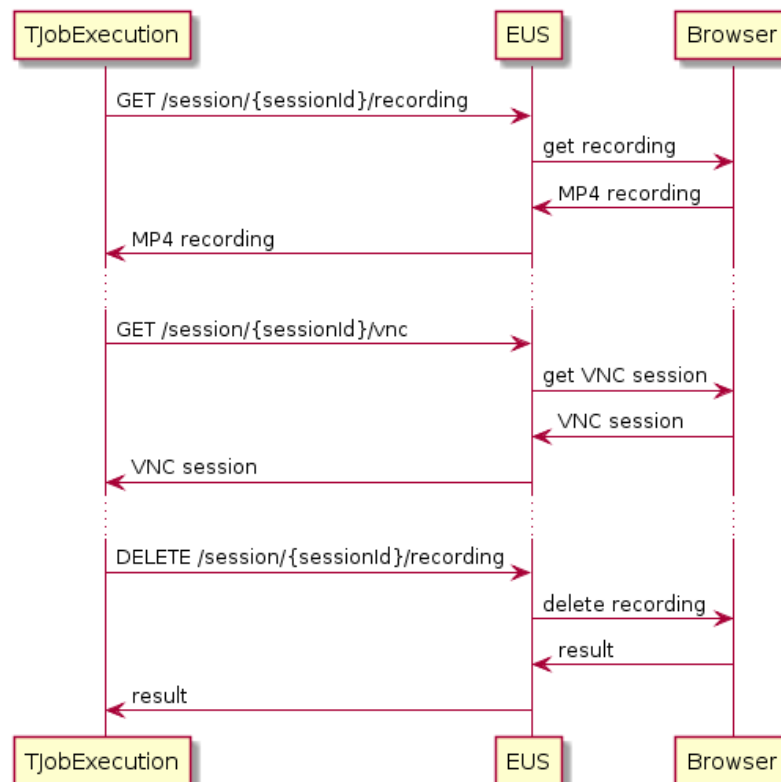 TJobExecution
EUS
Browser
GET /session/{sessionId}/recording
get recording
MP4 recording
MP4 recording
GET /session/{sessionId}/vnc
get VNC session
VNC session
VNC session
DELETE /session/{sessionId}/recording
delete recording
result
result
TJobExecution
EUS
Browser